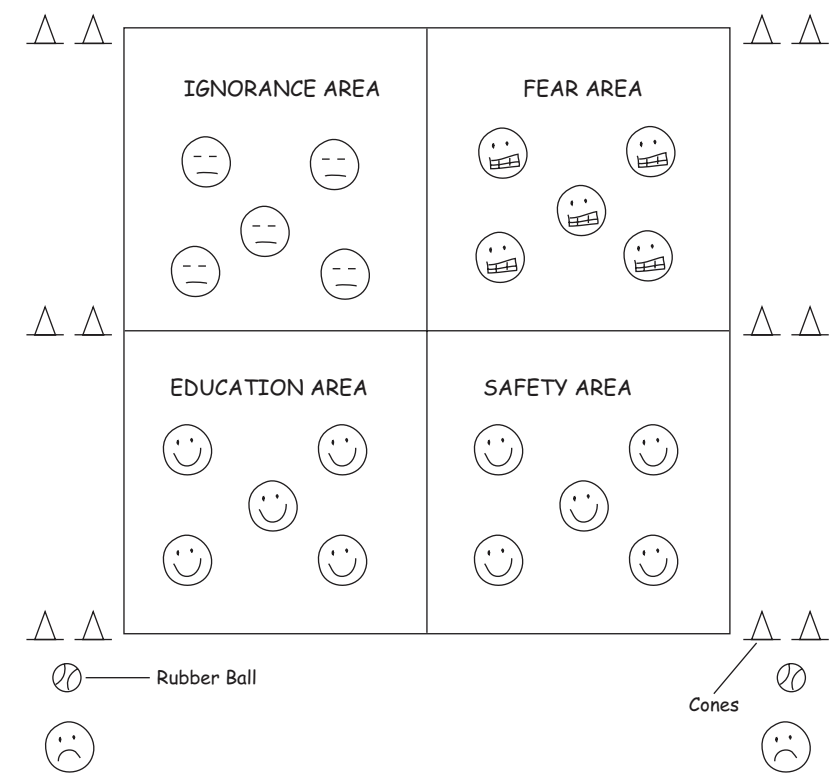 IGNORANCE AREA
FEAR AREA
EDUCATION AREA
SAFETY AREA
Rubber Ball
Cones